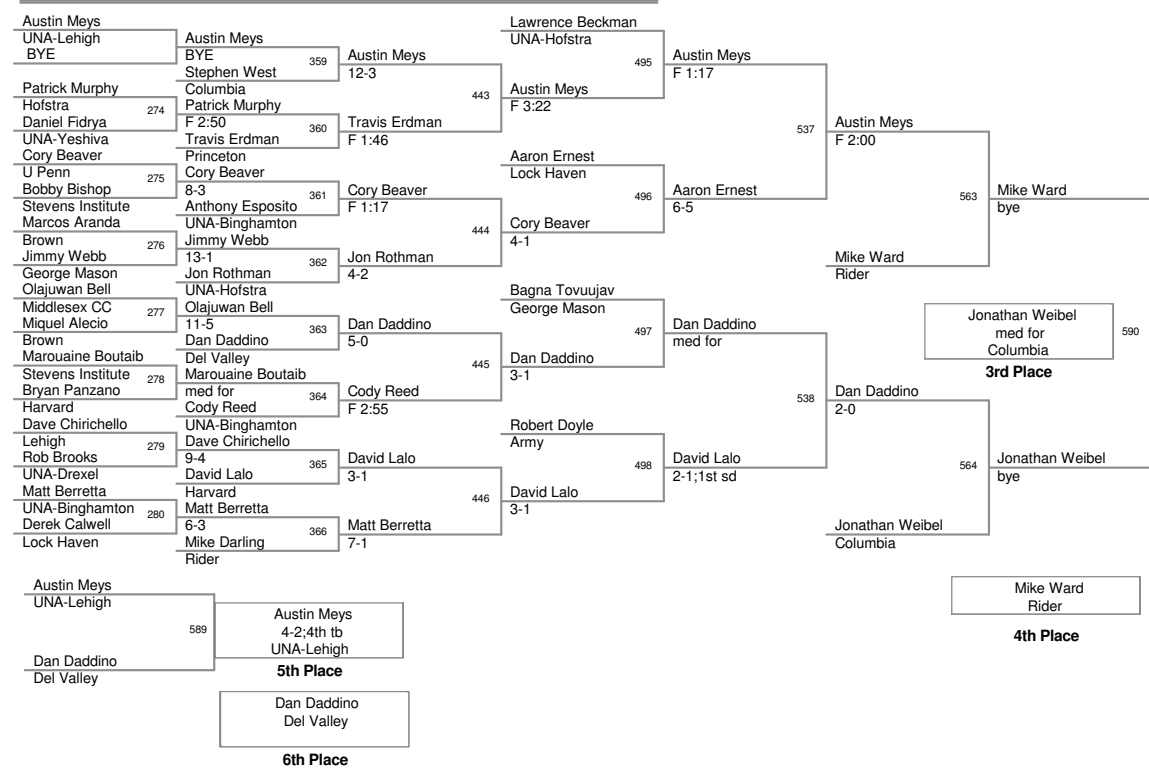 Austin Meys
UNA-Lehigh
BYE
Patrick Murphy
Hofstra
274
Daniel Fidrya
UNA-Yeshiva
Cory Beaver
U Penn
275
Bobby Bishop
Stevens Institute
Marcos Aranda
Brown
276
Jimmy Webb
George Mason
Olajuwan Bell
Middlesex CC
277
Miquel Alecio
Brown
Marouaine Boutaib
Stevens Institute
278
Bryan Panzano
Harvard
Dave Chirichello
Lehigh
279
Rob Brooks
UNA-Drexel
Matt Berretta
UNA-Binghamton
280
Derek Calwell
Lock Haven
Austin Meys
BYE
359
Stephen West
Columbia
Patrick Murphy
F 2:50
360
Travis Erdman
Princeton
Cory Beaver
8-3
361
Anthony Esposito
UNA-Binghamton
Jimmy Webb
13-1
362
Jon Rothman
UNA-Hofstra
Olajuwan Bell
11-5
363
Dan Daddino
Del Valley
Marouaine Boutaib
med for
364
Cody Reed
UNA-Binghamton
Dave Chirichello
9-4
365
David Lalo
Harvard
Matt Berretta
6-3
366
Mike Darling
Rider
Austin Meys
12-3
443
Travis Erdman
F 1:46
Cory Beaver
F 1:17
444
Jon Rothman
4-2
Dan Daddino
5-0
445
Cody Reed
F 2:55
David Lalo
3-1
446
Matt Berretta
7-1
Lawrence Beckman
UNA-Hofstra
495
Austin Meys
F 3:22
Aaron Ernest
Lock Haven
496
Cory Beaver
4-1
Bagna Tovuujav
George Mason
497
Dan Daddino
3-1
Robert Doyle
Army
498
David Lalo
3-1
Austin Meys
F 1:17
537
Aaron Ernest
6-5
Dan Daddino
med for
538
David Lalo
2-1;1st sd
Austin Meys
F 2:00
563
Mike Ward
Rider
Dan Daddino
2-0
564
Jonathan Weibel
Columbia
Mike Ward
bye
Jonathan Weibel
med for
Columbia
590
3rd Place
Jonathan Weibel
bye
Mike Ward
Rider
4th Place
Austin Meys
UNA-Lehigh
589
Dan Daddino
Del Valley
Austin Meys
4-2;4th tb
UNA-Lehigh
5th Place
Dan Daddino
Del Valley
6th Place